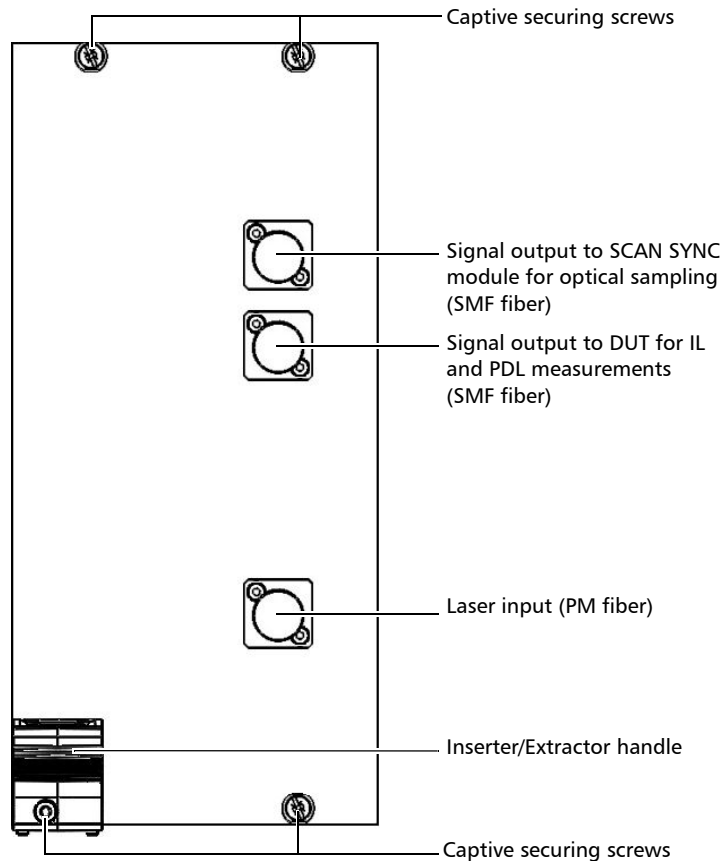 Captive securing screws
Signal output to SCAN SYNC
module for optical sampling
(SMF fiber)
Signal output to DUT for IL
and PDL measurements
(SMF fiber)
Laser input (PM fiber)
Inserter/Extractor handle
Captive securing screws